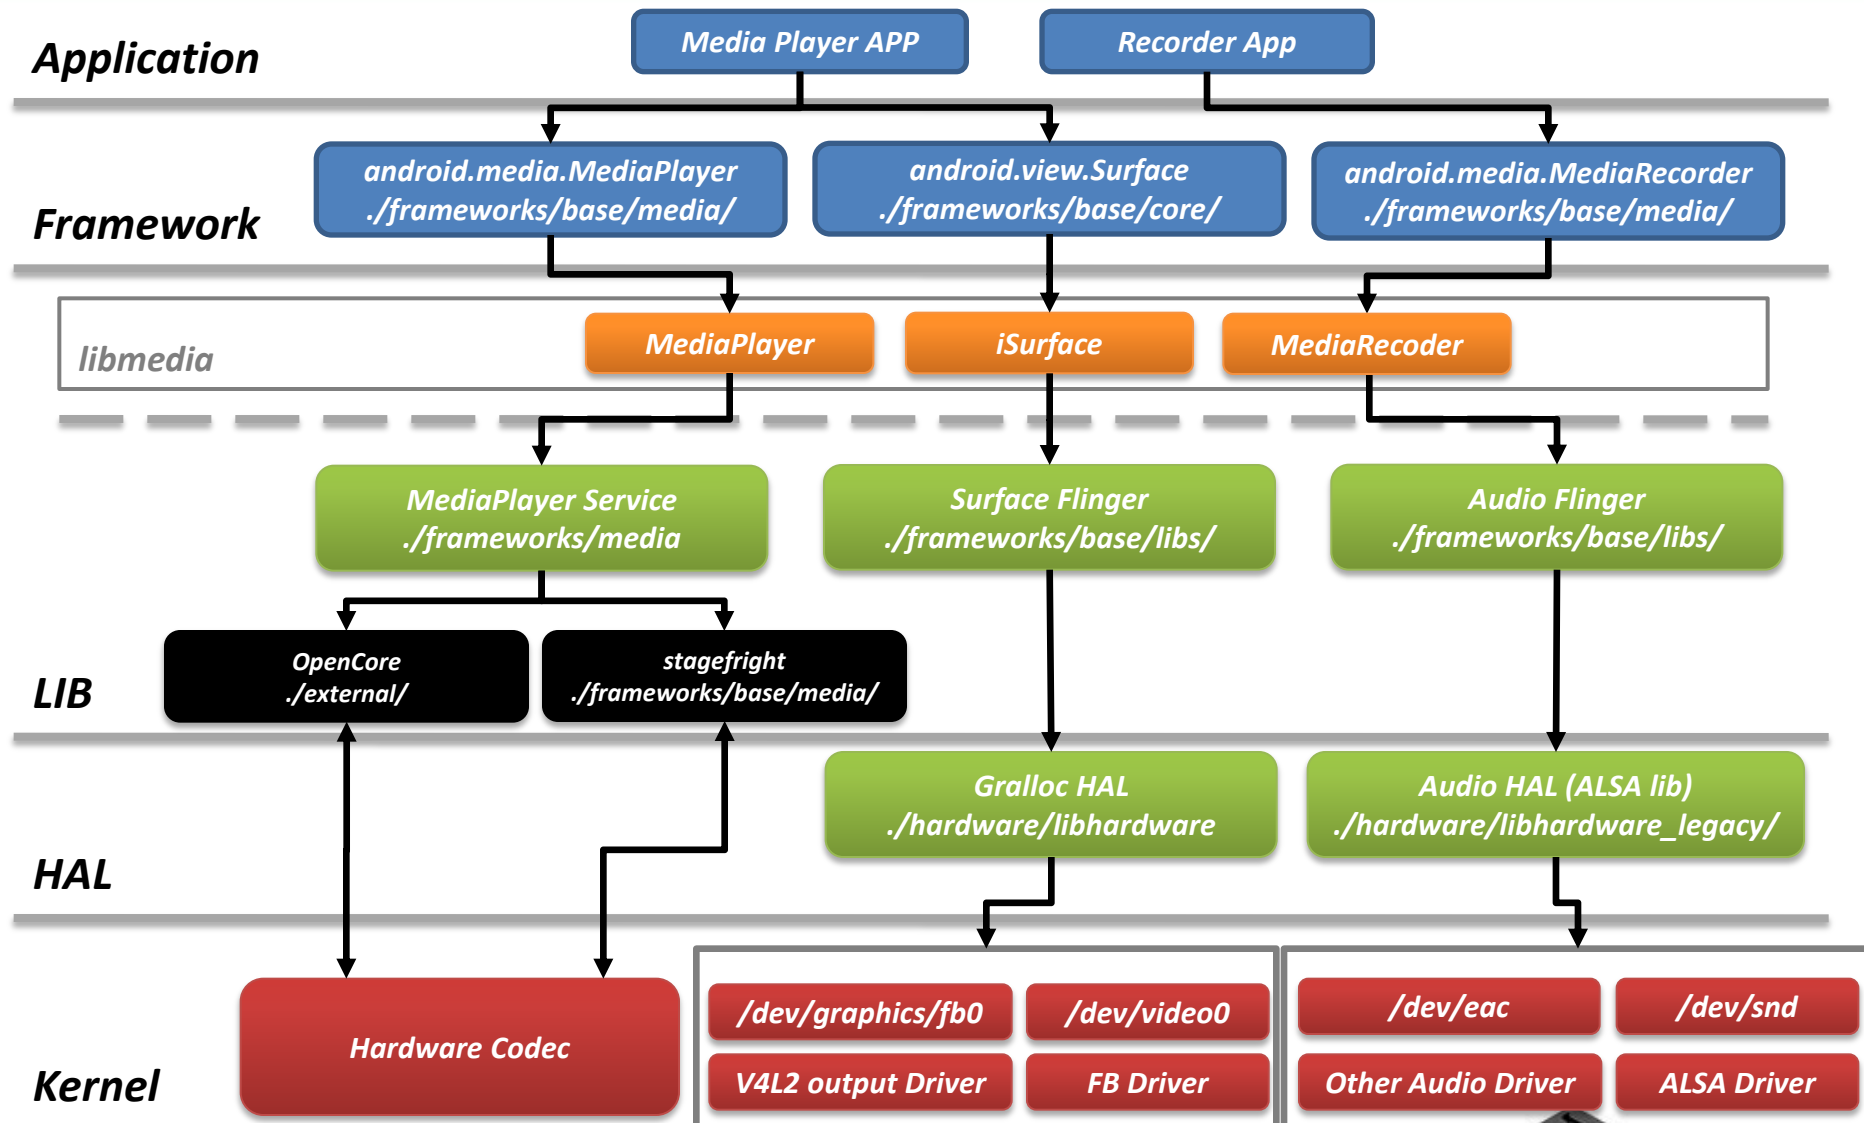 Application
Media Player APP
Recorder App
Framework
android.media.MediaPlayer
./frameworks/base/media/
android.view.Surface
./frameworks/base/core/
android.media.MediaRecorder
./frameworks/base/media/
libmedia
MediaPlayer
iSurface
MediaRecoder
MediaPlayer Service
./frameworks/media
Surface Flinger
./frameworks/base/libs/
Audio Flinger
./frameworks/base/libs/
LIB
OpenCore
./external/
stagefright
./frameworks/base/media/
HAL
Gralloc HAL
./hardware/libhardware
Audio HAL (ALSA lib)
./hardware/libhardware_legacy/
Kernel
Hardware Codec
/dev/graphics/fb0
/dev/video0
V4L2 output Driver
FB Driver
/dev/eac
/dev/snd
Other Audio Driver
ALSA Driver